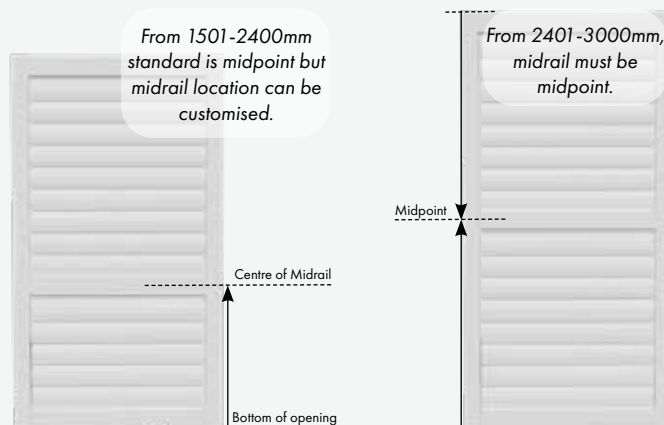 From 1501-2400mm
standard is midpoint but
midrail location can be
customised.
From 2401-3000mm,
midrail must be
midpoint.
Midpoint
Centre of Midrail
Bottom of opening